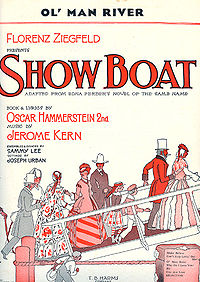 OL' MAN RIVER
FLORENZ ZIEGFELD
PRESENTS
SHOW BOAT
ADAPTED FROM EDNA FERBER'S NOVEL OF THE SAME NAME
BOOK & LYRICS BY
OSCAR HAMMERSTEIN 2nd
MUSIC BY
JEROME KERN
ENSEMBLES & DANCES BY
SAMMY LEE
SETTINGS BY
JOSEPH URBAN
T. B. HARMS